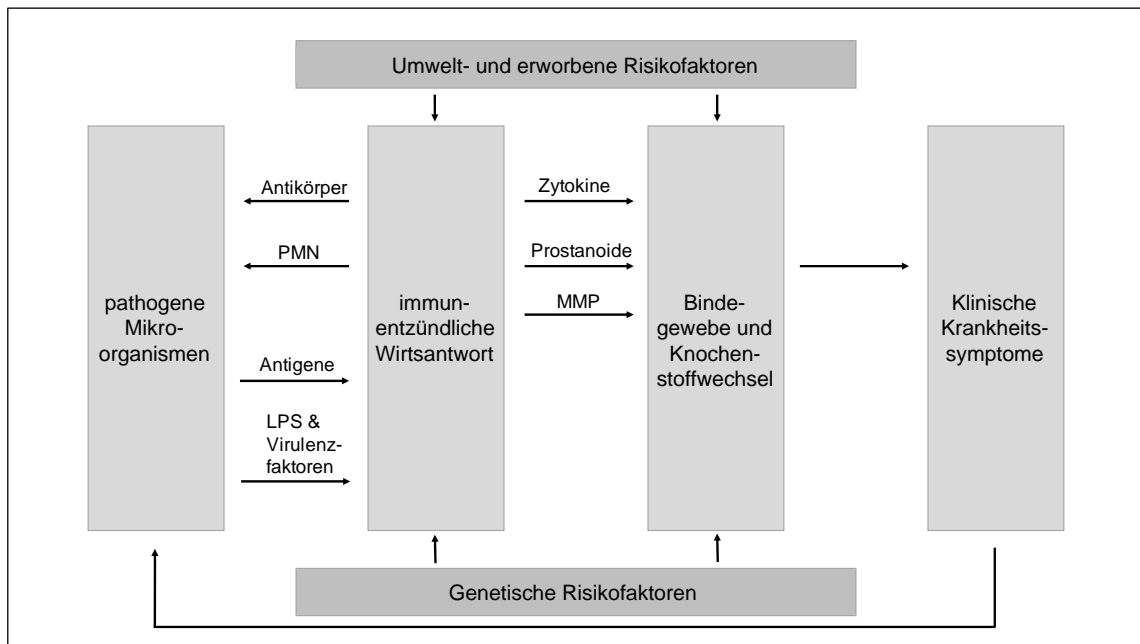 Umwelt- und erworbene Risikofaktoren
Antikörper
Zytokine
PMN
Prostanoide
MMP
pathogene
Mikro-
organismen
immun-
entzündliche
Wirtsantwort
Binde-
gewebe und
Knochen-
stoffwechsel
Klinische
Krankheits-
symptome
Antigene
LPS &
Virulenz-
faktoren
Genetische Risikofaktoren